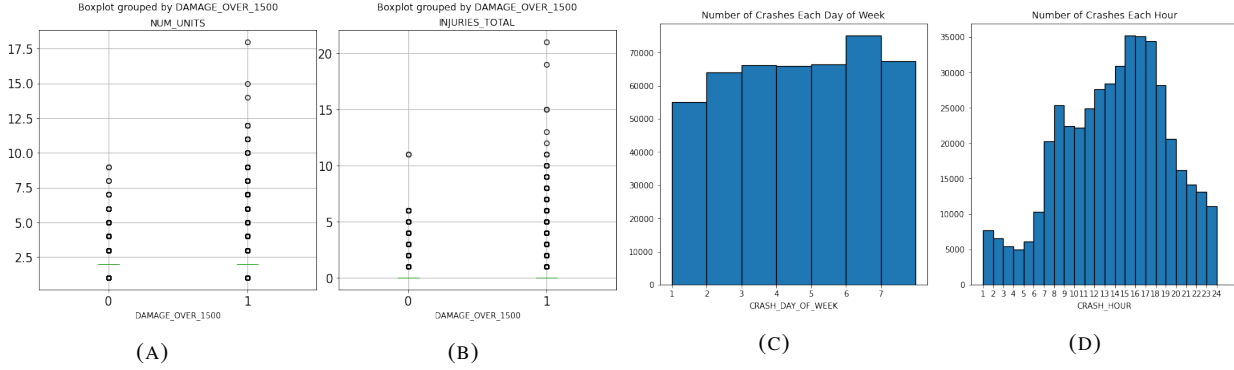 Boxplot grouped by DAMAGE_OVER_1500
NUM_UNITS
17.5
15.0
12.5
10.0
7.5
5.0
2.5
0 1
DAMAGE_OVER_1500
(A)
Boxplot grouped by DAMAGE_OVER_1500
INJURIES_TOTAL
20
15
10
5
0
0 1
DAMAGE_OVER_1500
(B)
Number of Crashes Each Day of Week
70000
60000
50000
40000
30000
20000
10000
0
1 2 3 4 5 6 7
CRASH_DAY_OF_WEEK
(C)
Number of Crashes Each Hour
35000
30000
25000
20000
15000
10000
5000
0
1 2 3 4 5 6 7 8 9 10 11 12 13 14 15 16 17 18 19 20 21 22 23 24
CRASH_HOUR
(D)